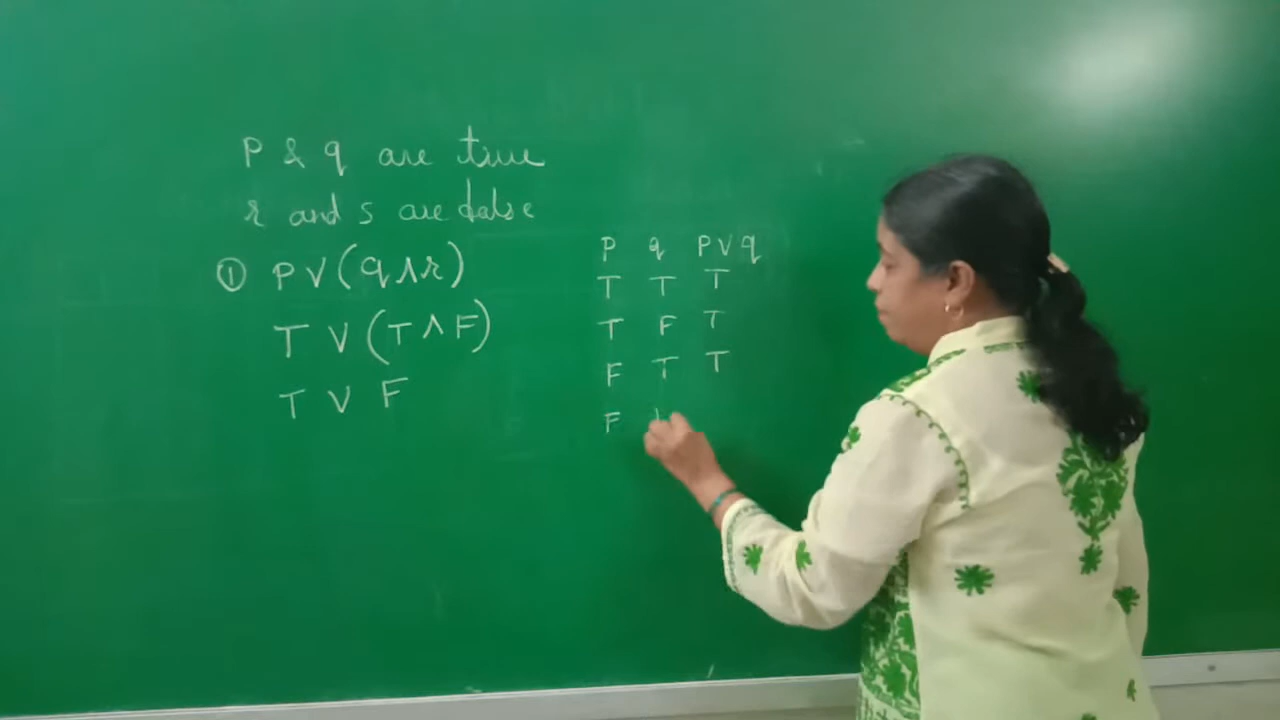 P & q are true
r and s are false
① P V (q ∧ r)
T V (T ∧ F)
T V F
P q P V q
T T T
T F T
F T T
F